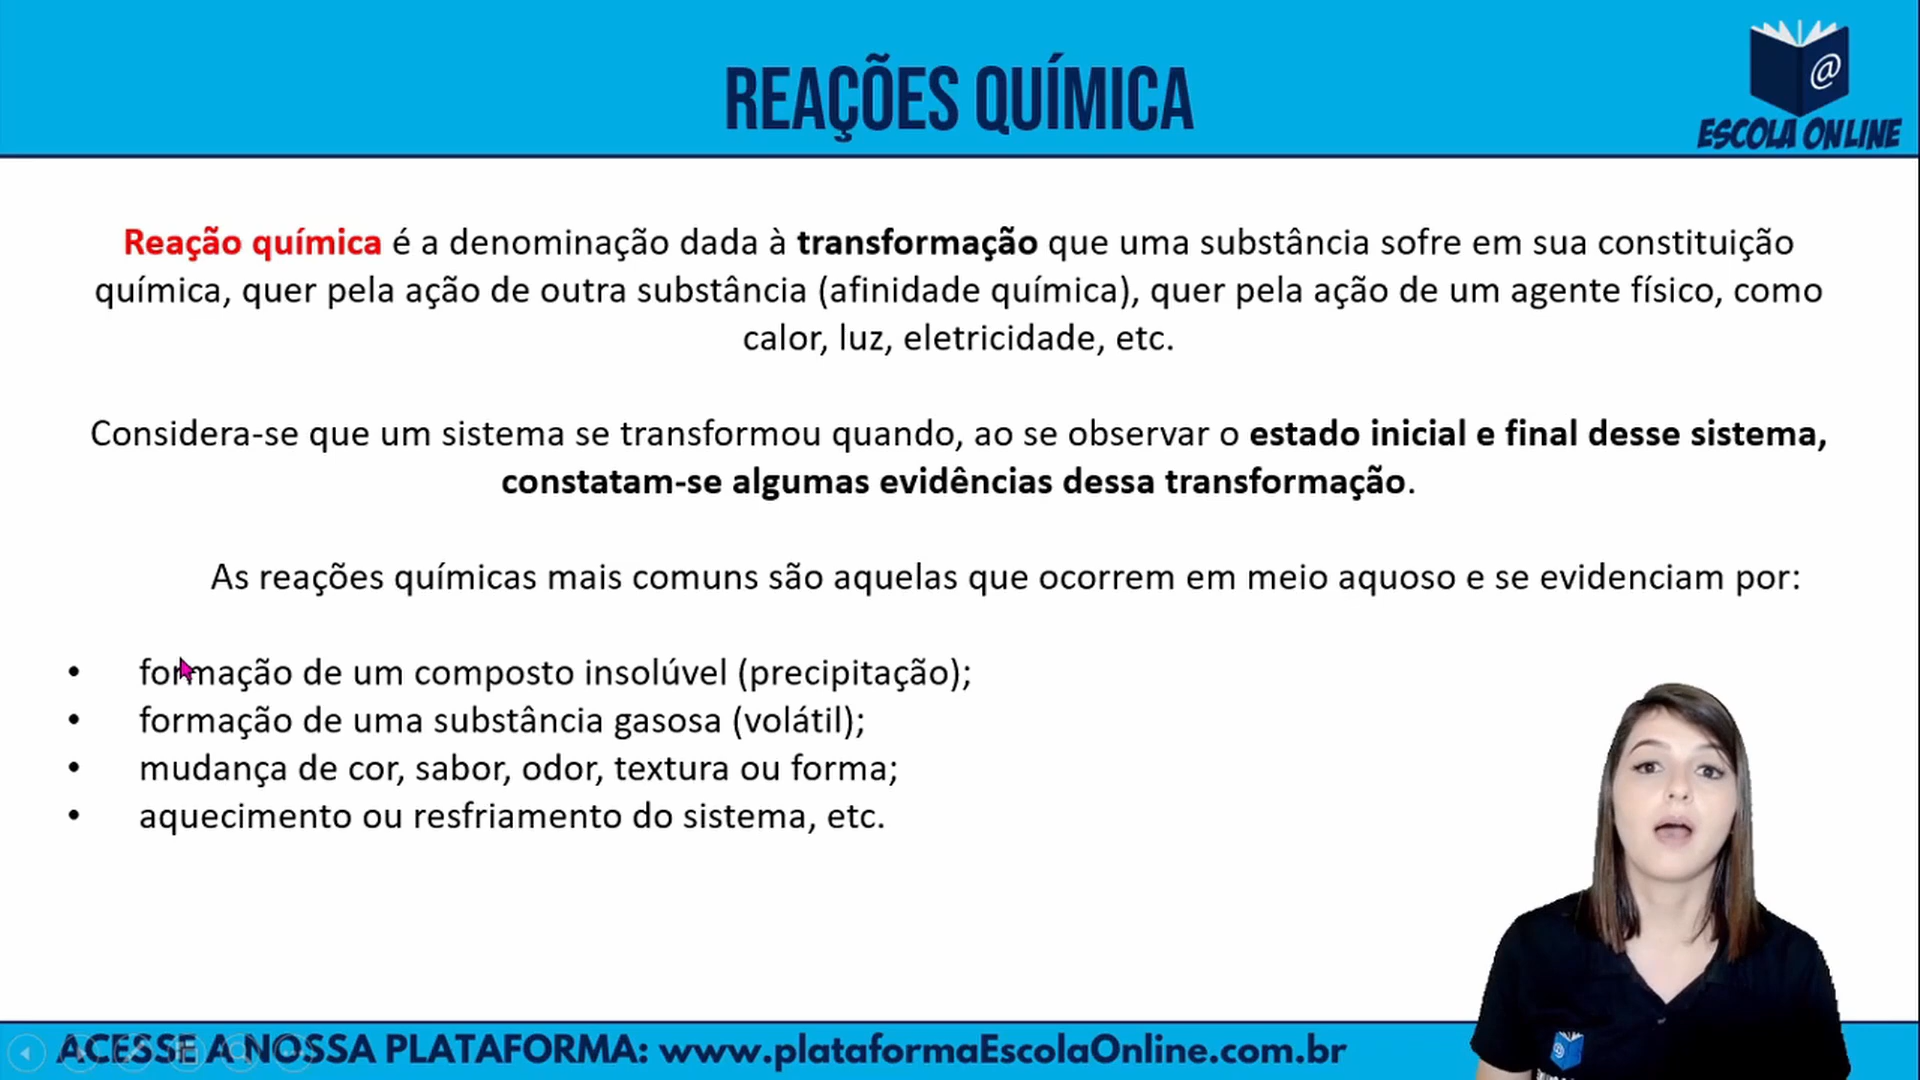 REAÇÕES QUÍMICA
@
ESCOLA ONLINE
Reação química é a denominação dada à transformação que uma substância sofre em sua constituição
química, quer pela ação de outra substância (afinidade química), quer pela ação de um agente físico, como
calor, luz, eletricidade, etc.
Considera-se que um sistema se transformou quando, ao se observar o estado inicial e final desse sistema,
constatam-se algumas evidências dessa transformação.
As reações químicas mais comuns são aquelas que ocorrem em meio aquoso e se evidenciam por:
• formação de um composto insolúvel (precipitação);
• formação de uma substância gasosa (volátil);
• mudança de cor, sabor, odor, textura ou forma;
• aquecimento ou resfriamento do sistema, etc.
ACESSE A NOSSA PLATAFORMA: www.plataformaEscolaOnline.com.br